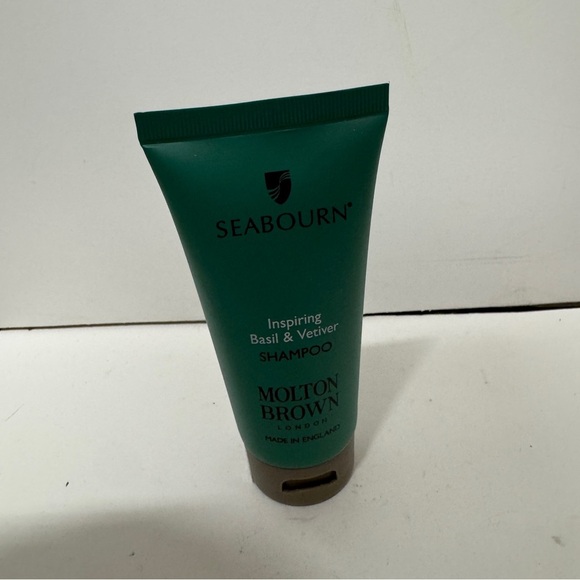 SEABOURN®
Inspiring
Basil & Vetiver
SHAMPOO
MOLTON
BROWN
LONDON
MADE IN ENGLAND